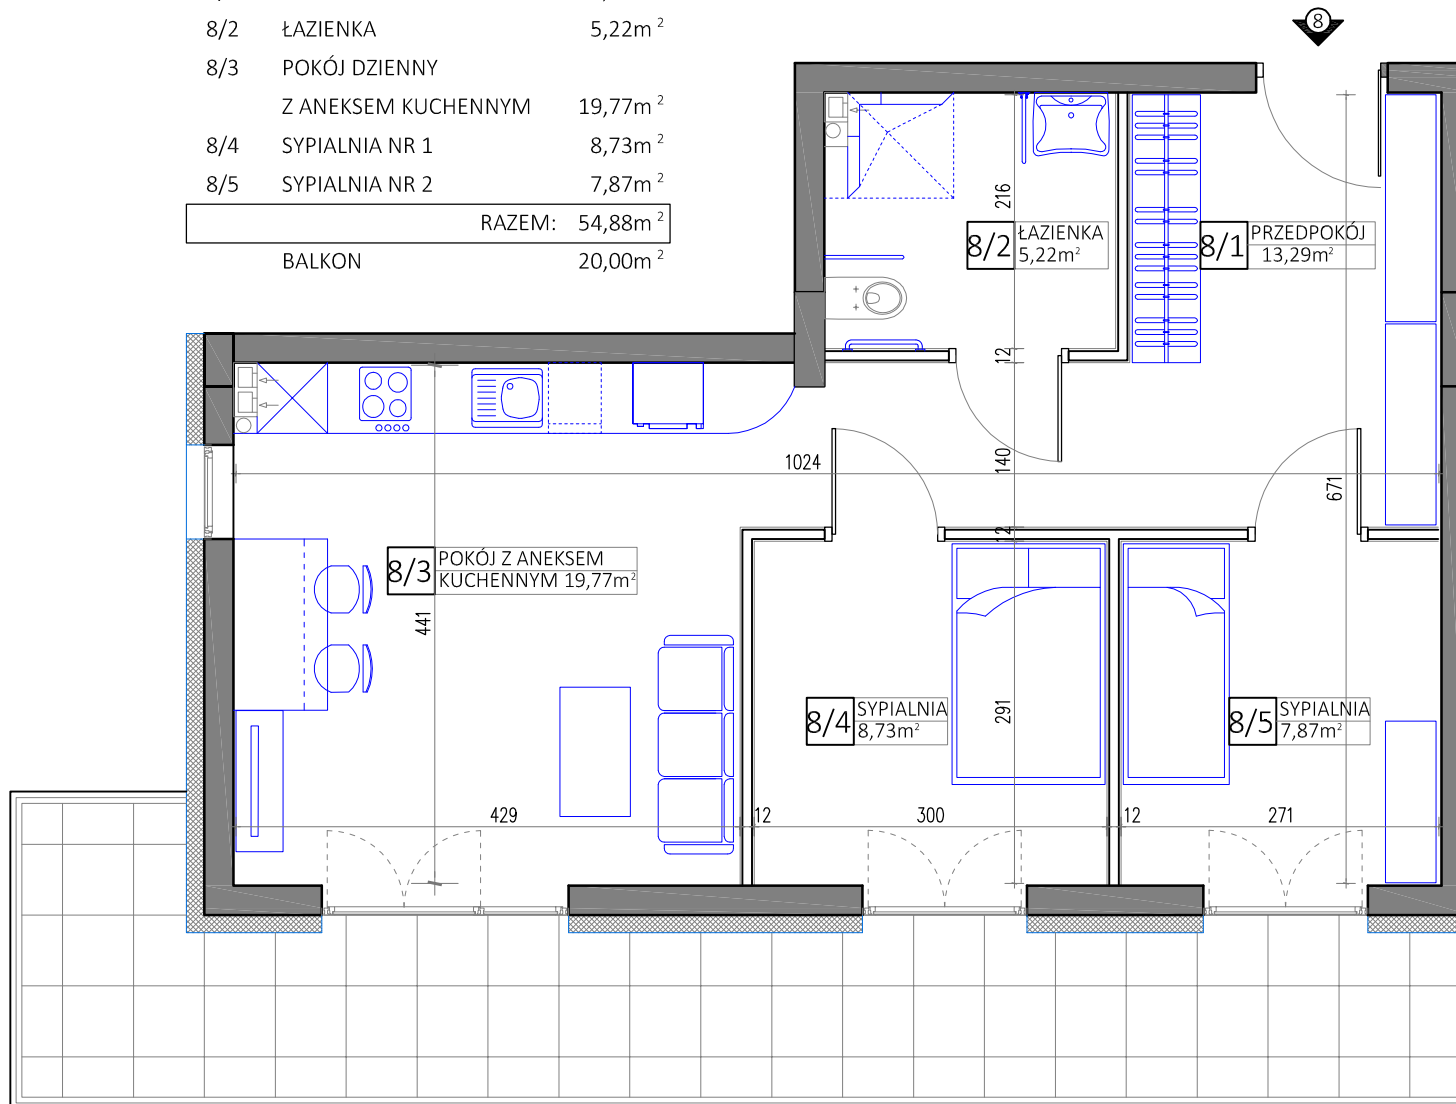 8/2 ŁAZIENKA 5,22m²
8/3 POKÓJ DZIENNY
Z ANEKSEM KUCHENNYM 19,77m²
8/4 SYPIALNIA NR 1 8,73m²
8/5 SYPIALNIA NR 2 7,87m²
RAZEM: 54,88m²
BALKON 20,00m²
8
216
8/2 ŁAZIENKA
5,22m²
8/1 PRZEDPOKÓJ
13,29m²
12
1024
140
671
12
8/3 POKÓJ Z ANEKSEM
KUCHENNYM 19,77m²
441
291
8/4 SYPIALNIA
8,73m²
8/5 SYPIALNIA
7,87m²
429
12
300
12
271